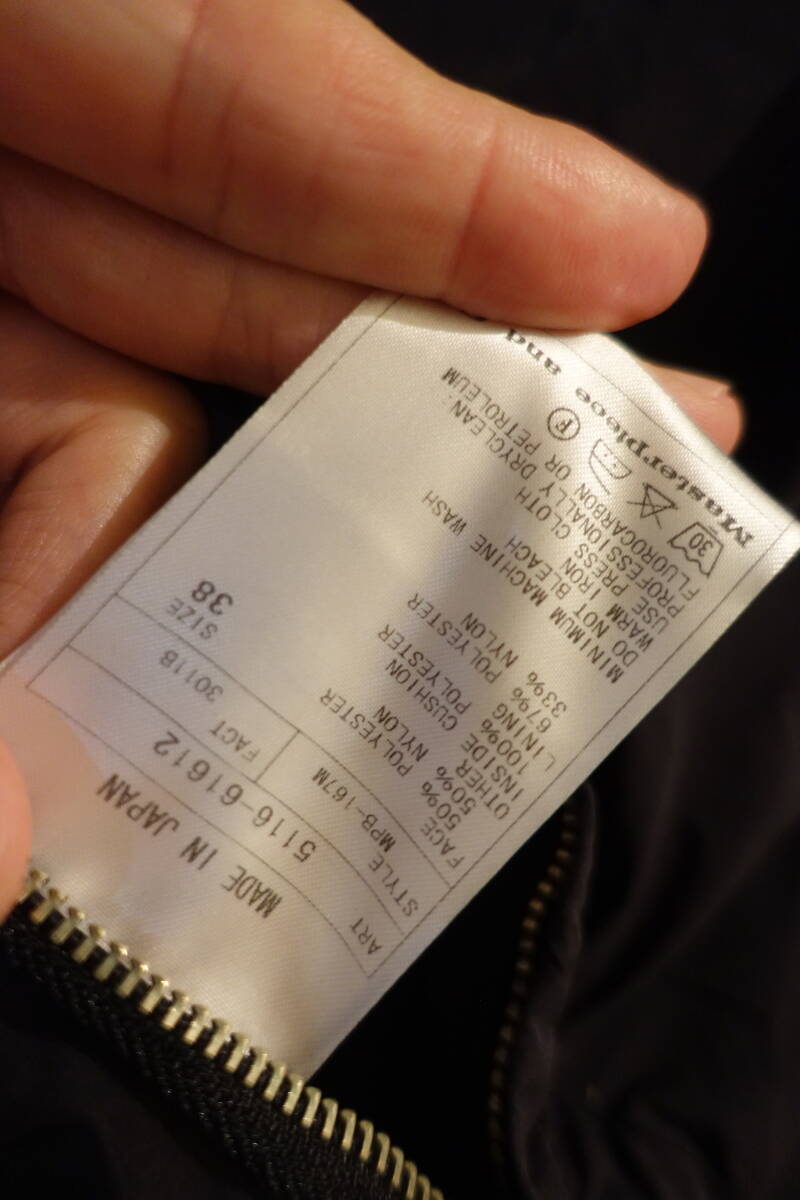 MADE IN JAPAN
ART 5116-61612
STYLE MPB-167M FACT 3011B
SIZE
38
FACE
50% POLYESTER
50% NYLON
OTHER
INSIDE CUSHION
100% POLYESTER
LINING
67% POLYESTER
33% NYLON
MINIMUM MACHINE WASH
DO NOT BLEACH
WARM IRON
USE PRESS CLOTH
PROFESSIONALLY DRYCLEAN:
FLUOROCARBON OR PETROLEUM
30
F
Masterpiece and